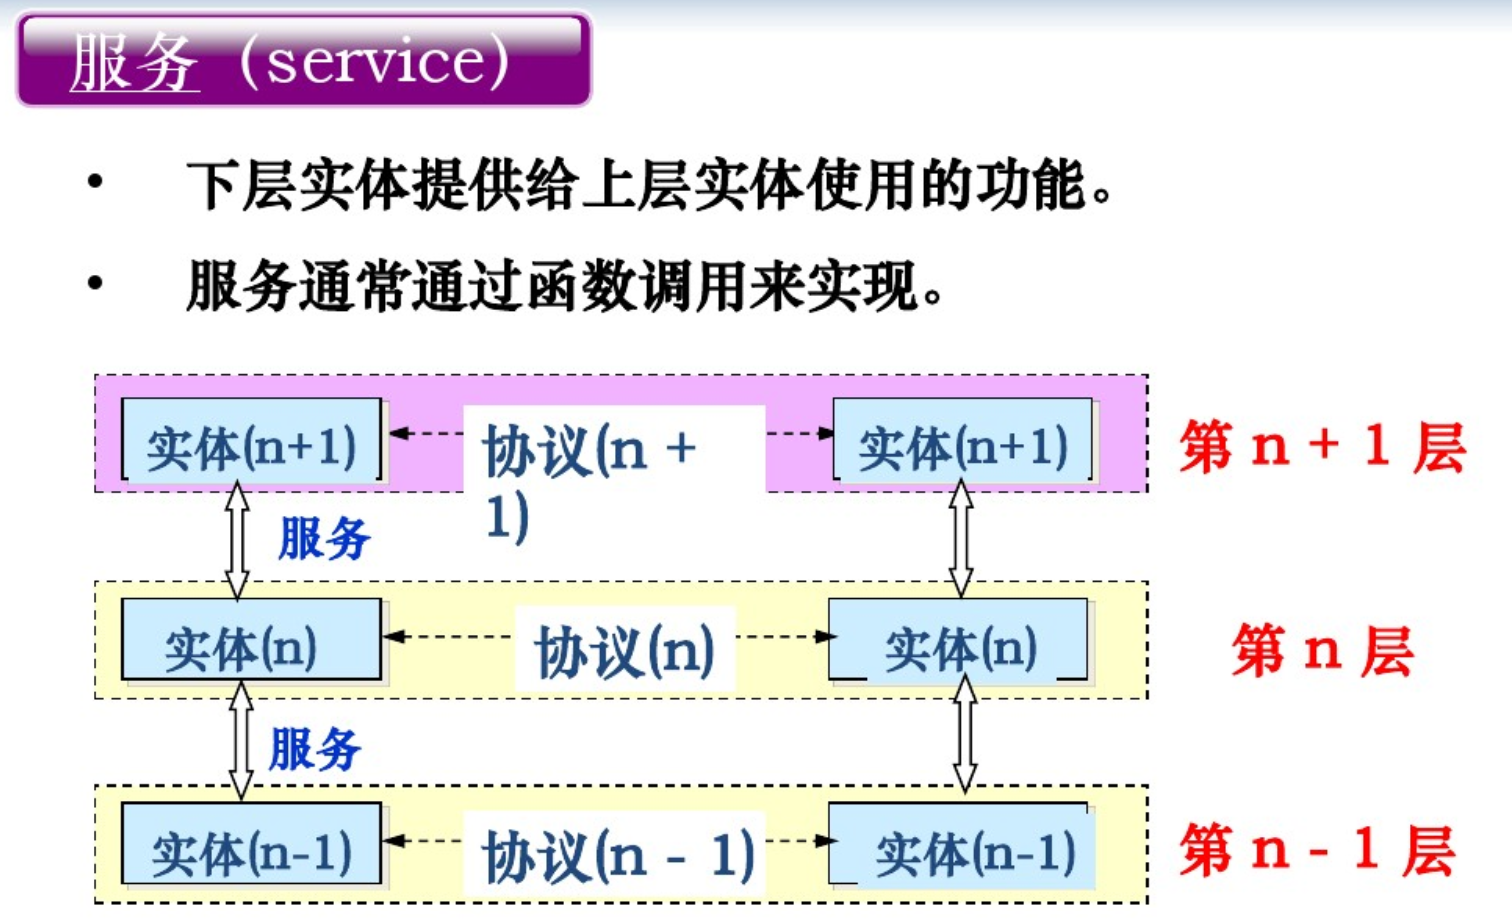 服务（service）
• 下层实体提供给上层实体使用的功能。
• 服务通常通过函数调用来实现。
实体(n+1)
协议(n +
1)
实体(n+1)
第 n + 1 层
服务
实体(n)
协议(n)
实体(n)
第 n 层
服务
实体(n-1)
协议(n - 1)
实体(n-1)
第 n - 1 层